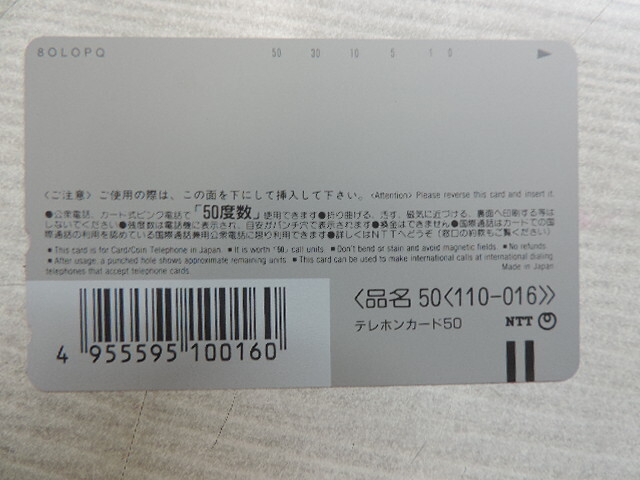 8OLOPQ 50 30 10 5 1 0
〈ご注意〉ご使用の際は、この面を下にして挿入して下さい。〈Attention〉Please reverse this card and insert it.
●公衆電話、カード式ピンク電話で「50度数」使用できます●折り曲げる、汚す、磁気に近づける、裏面へ印刷する等は
しないでください●残度数は電話機に表示され、目安がパンチ穴で表示されます●換金はできません●国際通話はカードでの国
際通話の利用を認めている国際通話兼用公衆電話に限り利用できます●詳しくはNTTへどうぞ(窓口の約款もご覧ください)
■This card is for Card/Coin Telephone in Japan ■It is worth「50」call units ■Don't bend or stain and avoid magnetic fields ■No refunds
■After usage, a punched hole shows approximate remaining units ■This card can be used to make international calls at international dialing
telephones that accept telephone cards. Made in Japan
〈品名 50〈110-016〉〉
テレホンカード50 NTT
4 955595 100160